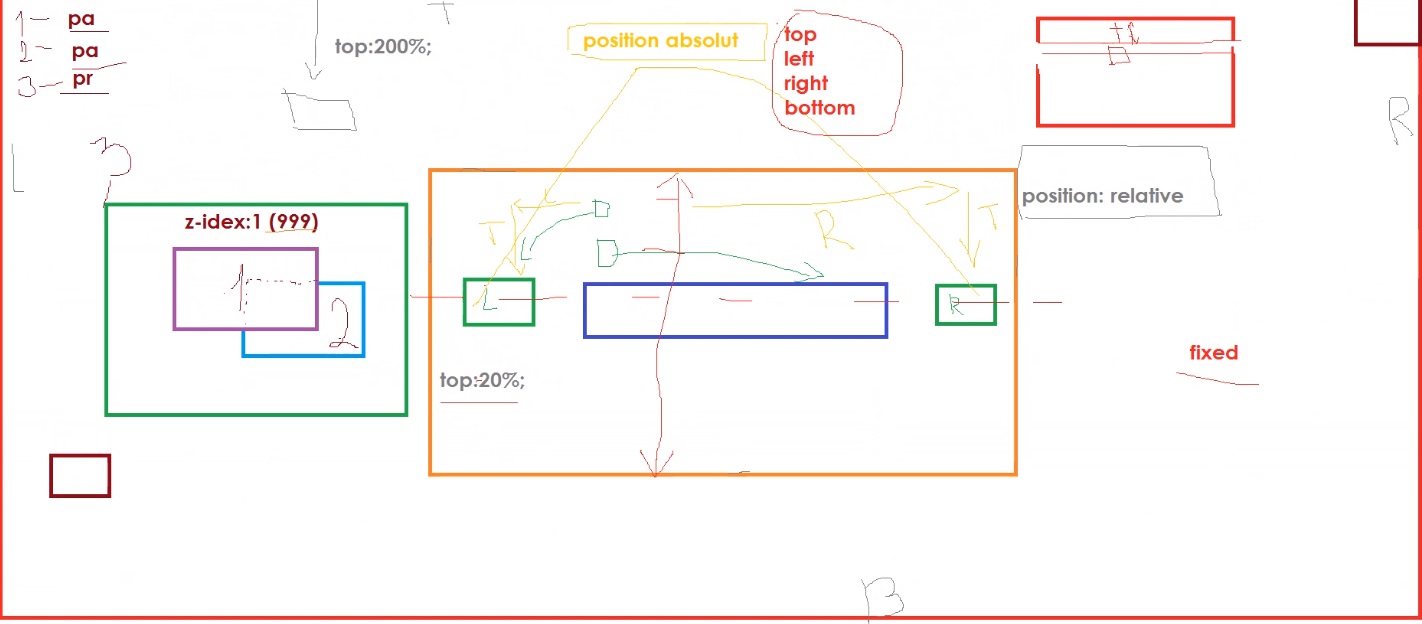 1- pa
2- pa
3- pr
T
top:200%;
position absolut
top
left
right
bottom
R
L
3
position: relative
z-idex:1 (999)
L
D
T
R
T
D
1
2
L
R
fixed
top:-20%;
B